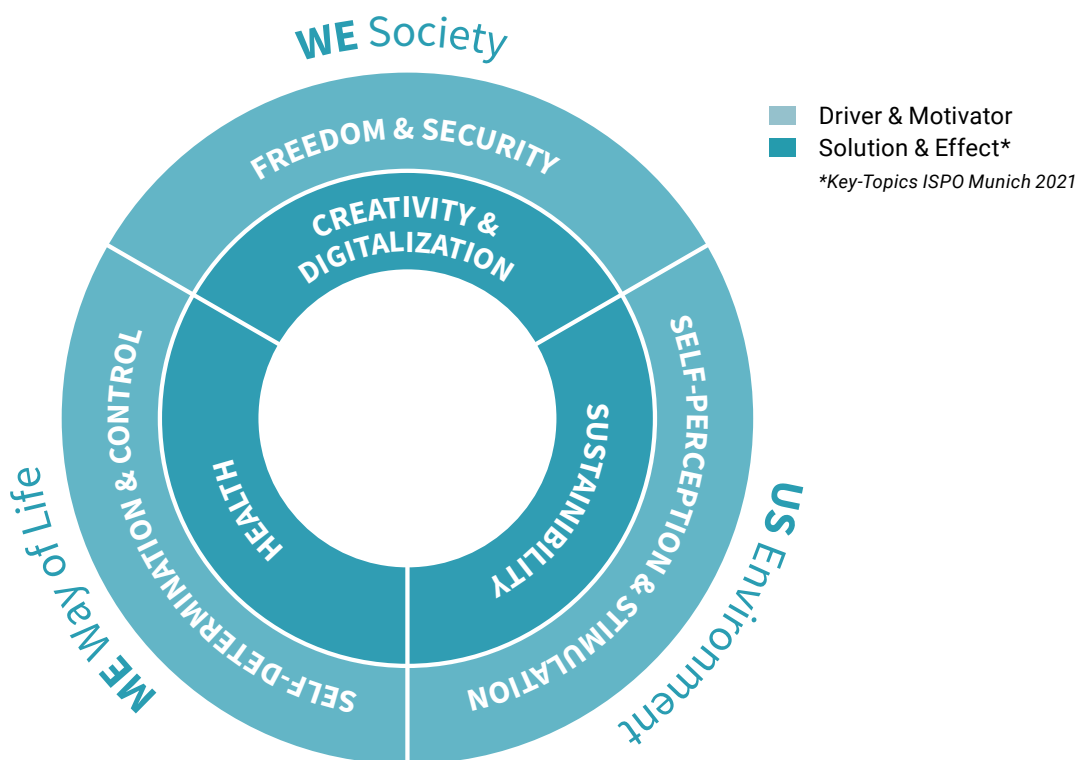 WE Society
FREEDOM & SECURITY
CREATIVITY &
DIGITALIZATION
Driver & Motivator
Solution & Effect*
*Key-Topics ISPO Munich 2021
SELF-PERCEPTION & STIMULATION
SUSTAINIBILITY
US Environment
HEALTH
SELF-DETERMINATION & CONTROL
ME Way of Life